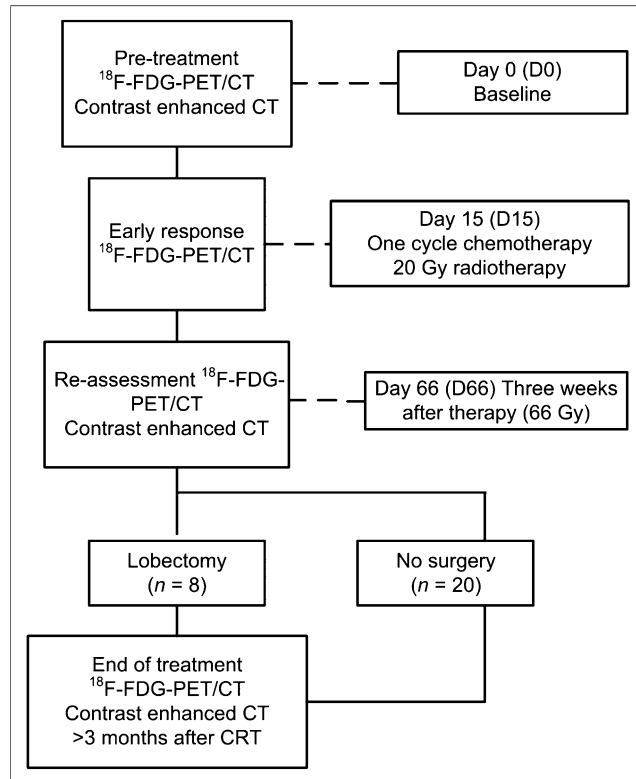 Pre-treatment
¹⁸F-FDG-PET/CT
Contrast enhanced CT
Day 0 (D0)
Baseline
Early response
¹⁸F-FDG-PET/CT
Day 15 (D15)
One cycle chemotherapy
20 Gy radiotherapy
Re-assessment ¹⁸F-FDG-
PET/CT
Contrast enhanced CT
Day 66 (D66) Three weeks
after therapy (66 Gy)
Lobectomy
(n = 8)
No surgery
(n = 20)
End of treatment
¹⁸F-FDG-PET/CT
Contrast enhanced CT
>3 months after CRT